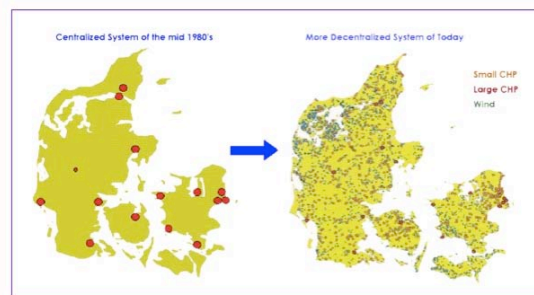 Centralized System of the mid 1980's
More Decentralized System of Today
Small CHP
Large CHP
Wind